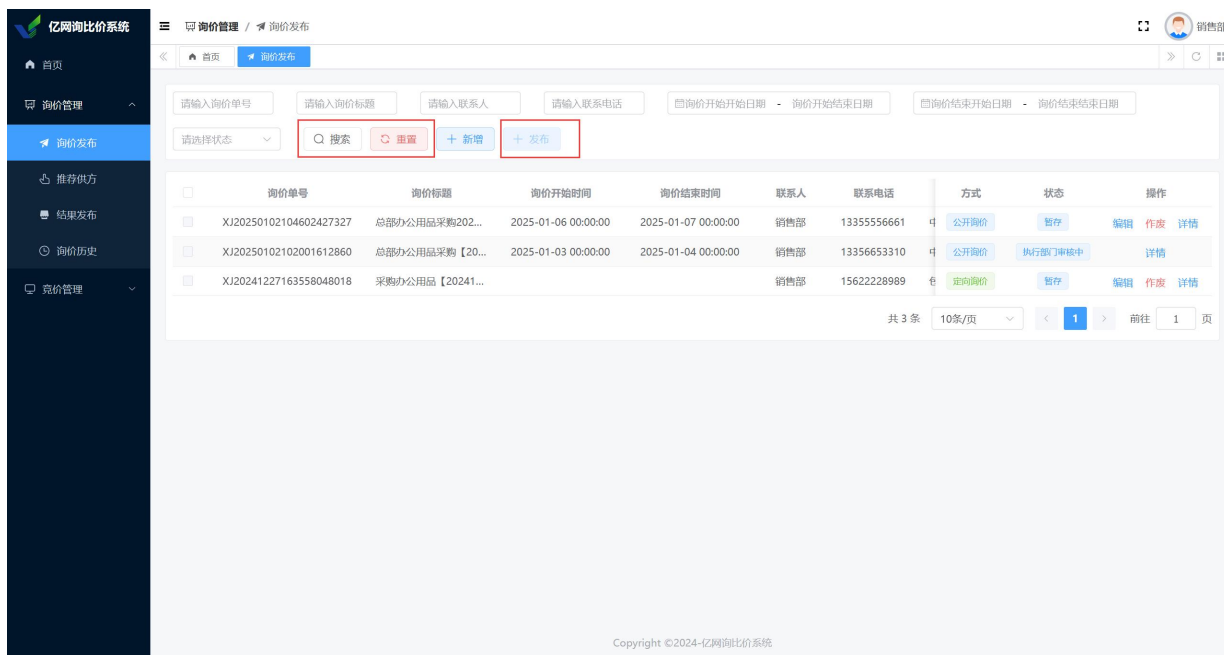 亿网询比价系统
询价管理 / 询价发布
销售部
首页
首页
询价发布
询价管理
询价发布
推荐供方
结果发布
询价历史
竞价管理
请输入询价单号 请输入询价标题 请输入联系人 请输入联系电话 询价开始开始日期 - 询价开始结束日期 询价结束开始日期 - 询价结束结束日期
请选择状态 搜索 重置 + 新增 + 发布
询价单号 询价标题 询价开始时间 询价结束时间 联系人 联系电话 方式 状态 操作
XJ20250102104602427327 总部办公用品采购202... 2025-01-06 00:00:00 2025-01-07 00:00:00 销售部 13355556661 公开询价 暂存 编辑 作废 详情
XJ20250102102001612860 总部办公用品采购【20... 2025-01-03 00:00:00 2025-01-04 00:00:00 销售部 13356653310 公开询价 执行部门审核中 详情
XJ20241227163558048018 采购办公用品【20241... 销售部 15622228989 定向询价 暂存 编辑 作废 详情
共 3 条 10条/页 1 前往 1 页
Copyright ©2024-亿网询比价系统